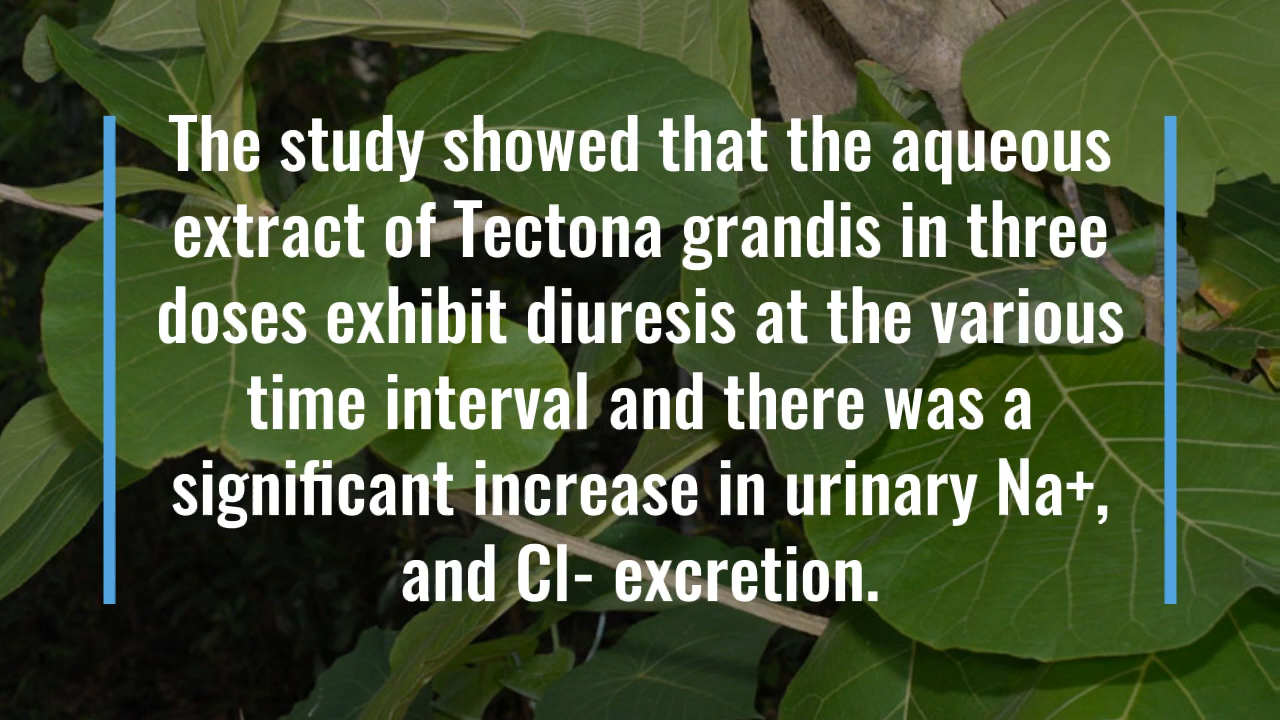 The study showed that the aqueous
extract of Tectona grandis in three
doses exhibit diuresis at the various
time interval and there was a
significant increase in urinary Na+,
and Cl- excretion.